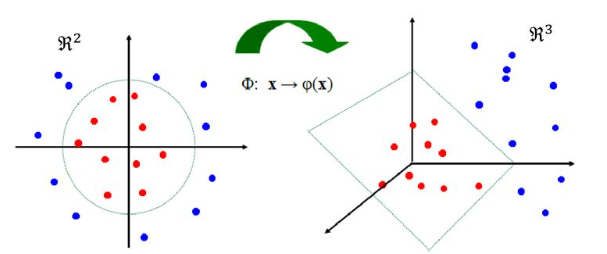 ℜ²
Φ: x → φ(x)
ℜ³